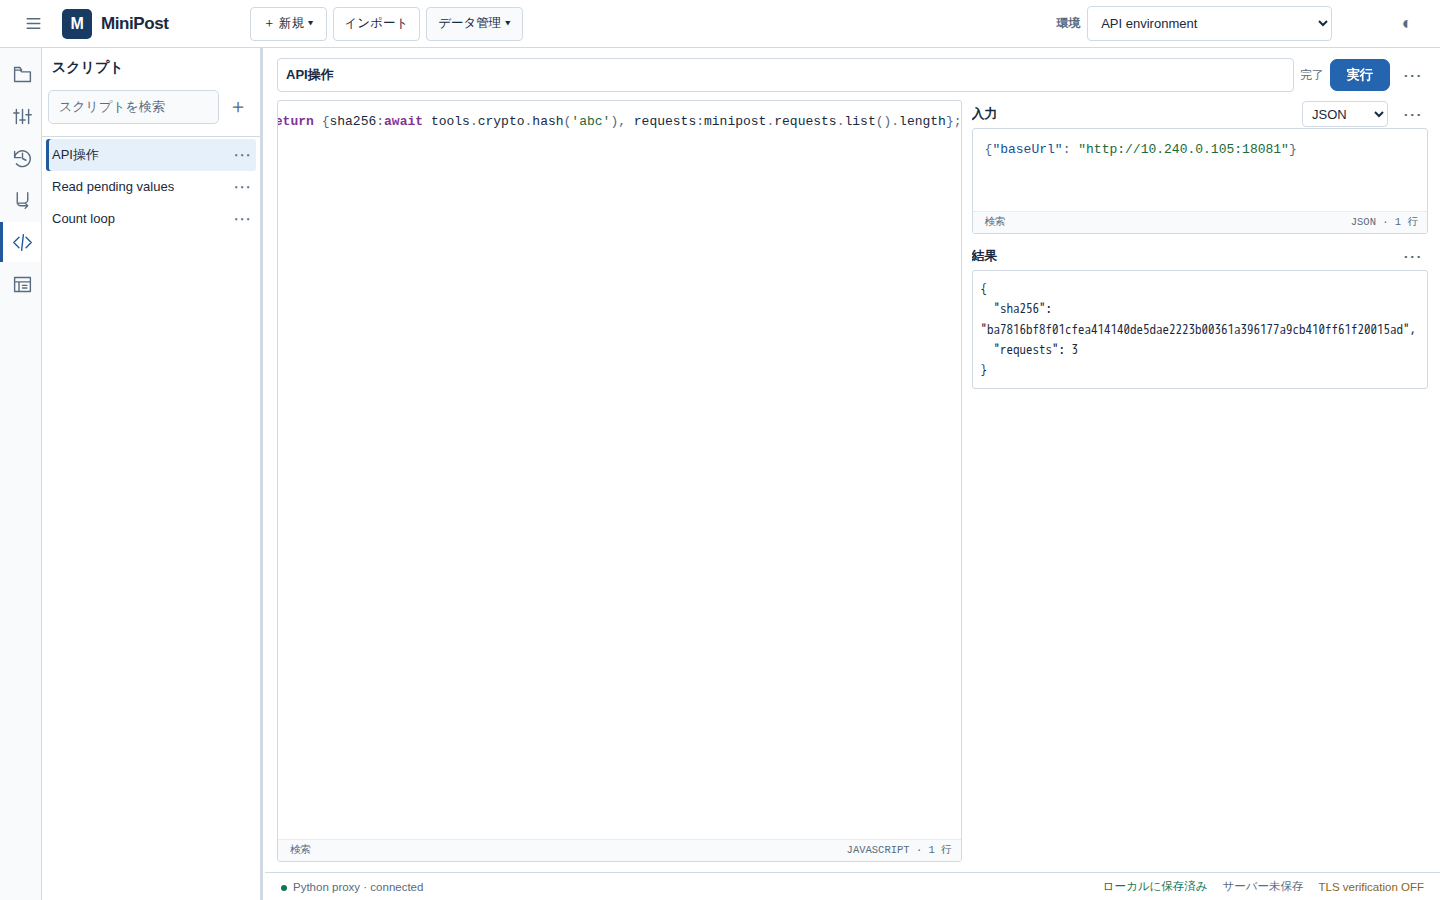 M MiniPost
＋ 新規 ▾ インポート データ管理 ▾
環境 API environment
スクリプト
スクリプトを検索 +
API操作 ···
Read pending values ···
Count loop ···
API操作 完了 実行 ···
eturn {sha256:await tools.crypto.hash('abc'), requests:minipost.requests.list().length};
検索 JAVASCRIPT · 1 行
入力 JSON ···
{"baseUrl": "http://10.240.0.105:18081"}
検索 JSON · 1 行
結果 ···
{
"sha256":
"ba7816bf8f01cfea414140de5dae2223b00361a396177a9cb410ff61f20015ad",
"requests": 3
}
Python proxy · connected ローカルに保存済み サーバー未保存 TLS verification OFF